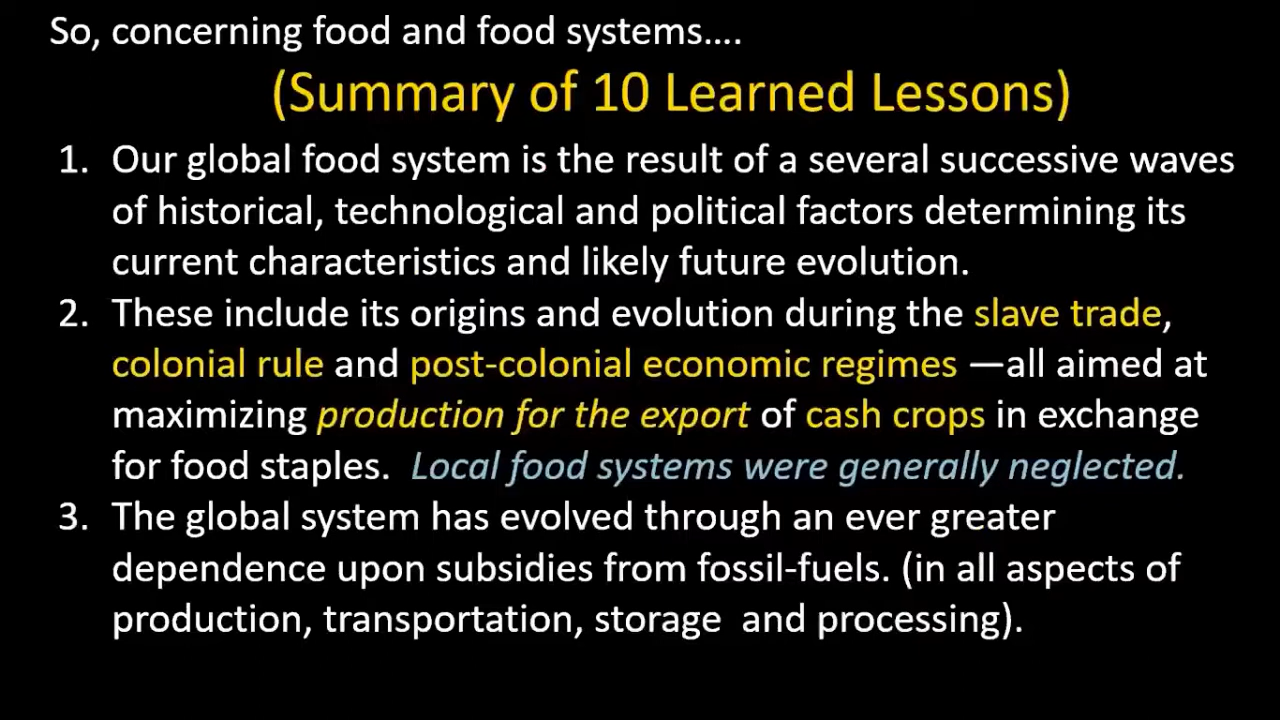 So, concerning food and food systems....
(Summary of 10 Learned Lessons)
1. Our global food system is the result of a several successive waves
of historical, technological and political factors determining its
current characteristics and likely future evolution.
2. These include its origins and evolution during the slave trade,
colonial rule and post-colonial economic regimes —all aimed at
maximizing production for the export of cash crops in exchange
for food staples.  Local food systems were generally neglected.
3. The global system has evolved through an ever greater
dependence upon subsidies from fossil-fuels. (in all aspects of
production, transportation, storage  and processing).